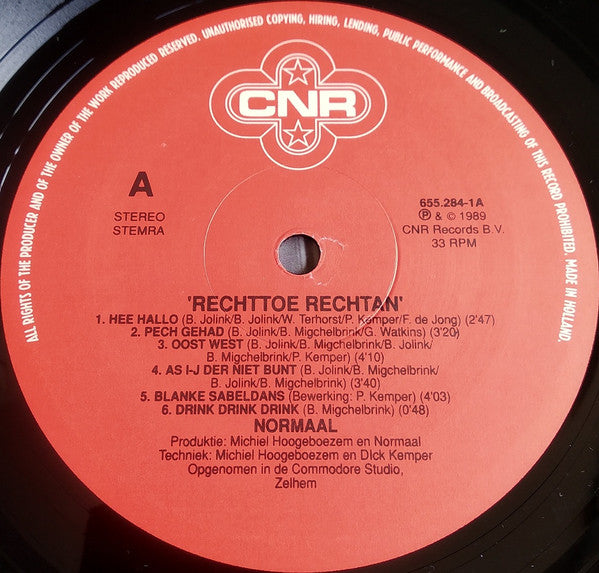 ALL RIGHTS OF THE PRODUCER AND OF THE OWNER OF THE WORK REPRODUCED RESERVED. UNAUTHORISED COPYING, HIRING, LENDING, PUBLIC PERFORMANCE AND BROADCASTING OF THIS RECORD PROHIBITED. MADE IN HOLLAND.
CNR
A
STEREO
STEMRA
655.284-1A
℗ & © 1989
CNR Records B.V.
33 RPM
'RECHTTOE RECHTAN'
1. HEE HALLO (B. Jolink/B. Jolink/W. Terhorst/P. Kemper/F. de Jong) (2'47)
2. PECH GEHAD (B. Jolink/B. Migchelbrink/G. Watkins) (3'20)
3. OOST WEST (B. Jolink/B. Migchelbrink/B. Jolink/
B. Migchelbrink/P. Kemper) (4'10)
4. AS I-J DER NIET BUNT (B. Jolink/B. Migchelbrink/
B. Jolink/B. Migchelbrink) (3'40)
5. BLANKE SABELDANS (Bewerking: P. Kemper) (4'03)
6. DRINK DRINK DRINK (B. Migchelbrink) (0'48)
NORMAAL
Produktie: Michiel Hoogeboezem en Normaal
Techniek: Michiel Hoogeboezem en DIck Kemper
Opgenomen in de Commodore Studio,
Zelhem